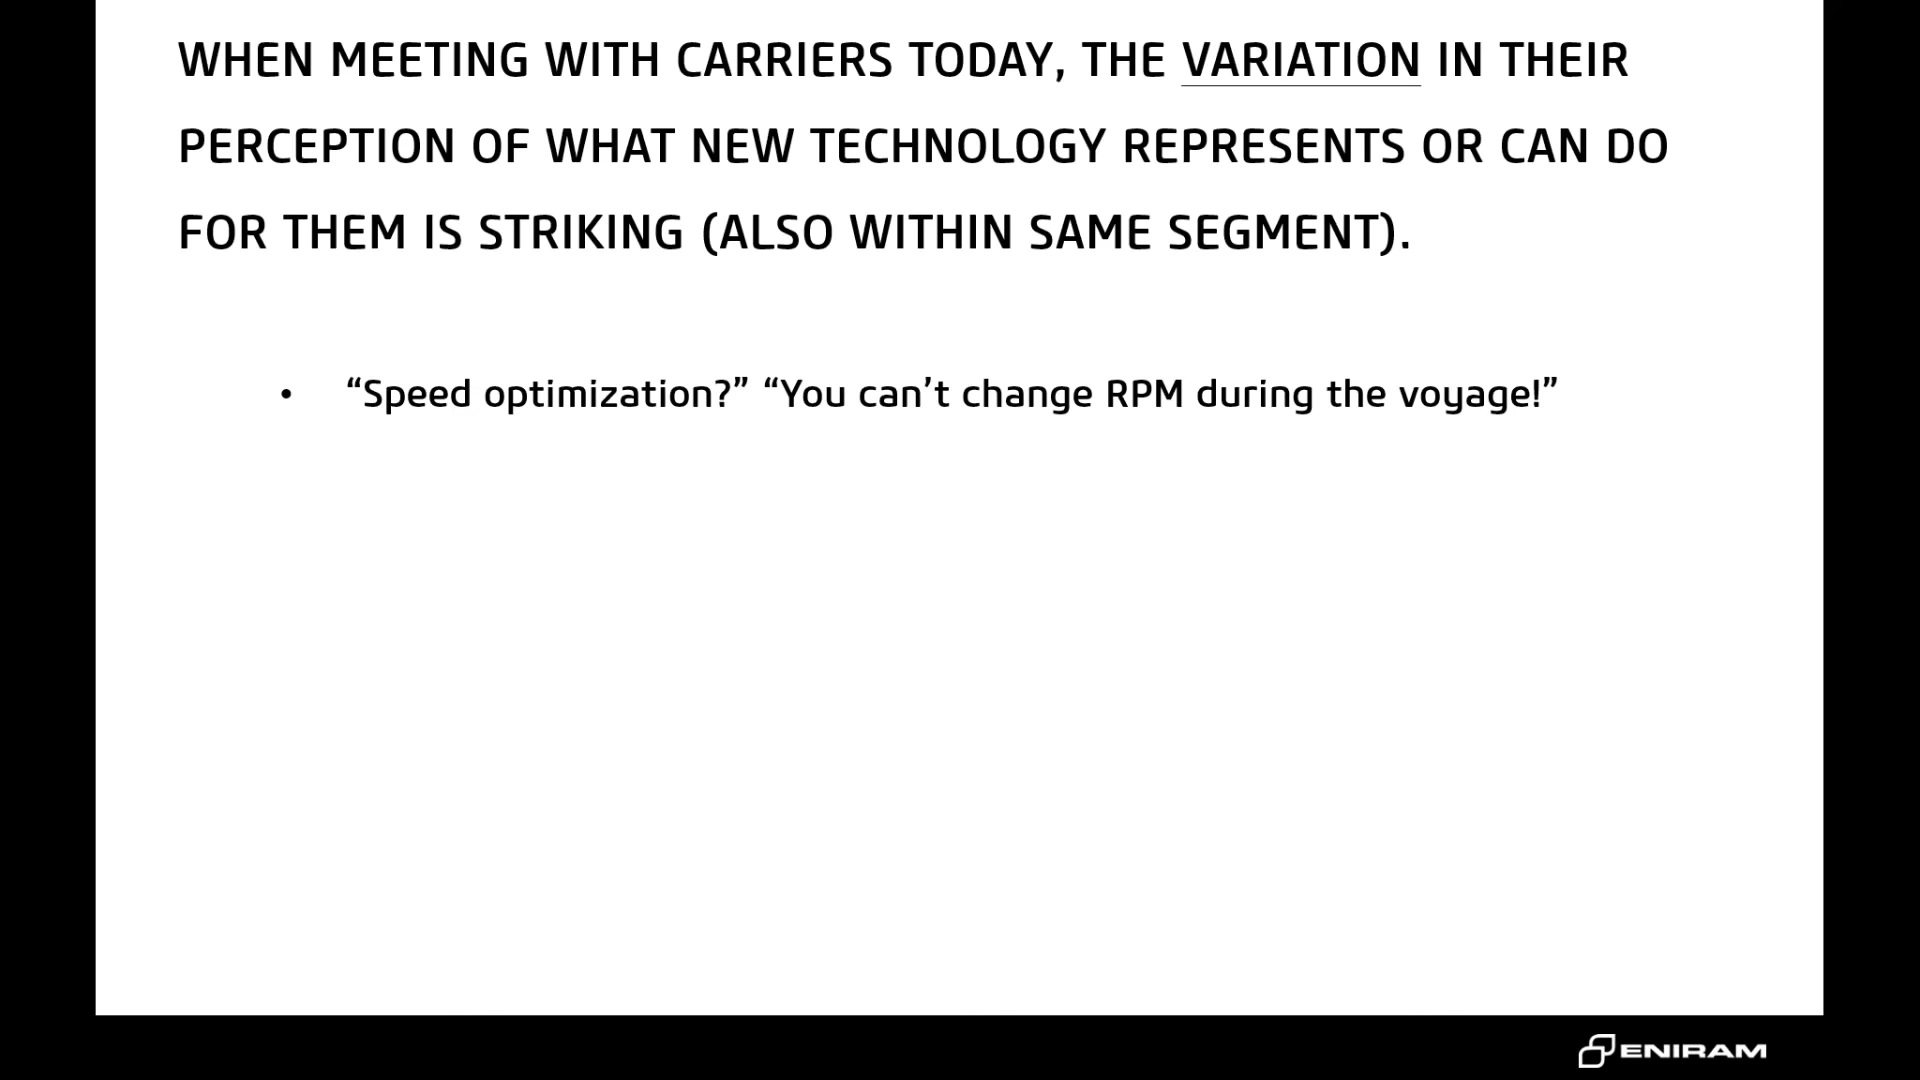 WHEN MEETING WITH CARRIERS TODAY, THE VARIATION IN THEIR
PERCEPTION OF WHAT NEW TECHNOLOGY REPRESENTS OR CAN DO
FOR THEM IS STRIKING (ALSO WITHIN SAME SEGMENT).
• “Speed optimization?” “You can’t change RPM during the voyage!”
ENIRAM